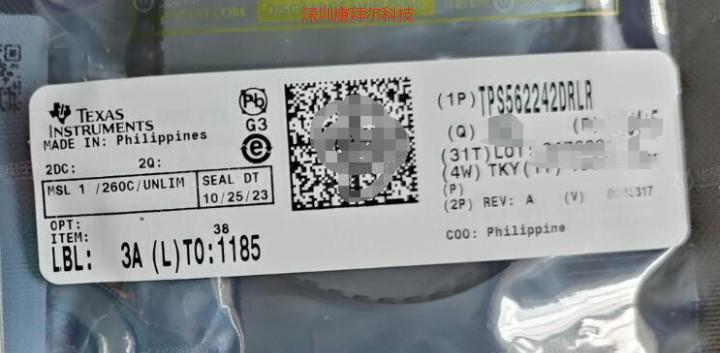 深圳康拜尔科技
TEXAS
INSTRUMENTS
MADE IN: Philippines
2DC: 2Q:
MSL 1 /260C/UNLIM
SEAL DT
10/25/23
OPT:
ITEM: 38
LBL: 3A (L)TO:1185
Pb
G3
e
(1P) TPS562242DRLR
(Q)
(31T) LOT:
(4W) TKY
(P)
(2P) REV: A (V) 317
COO: Philippine